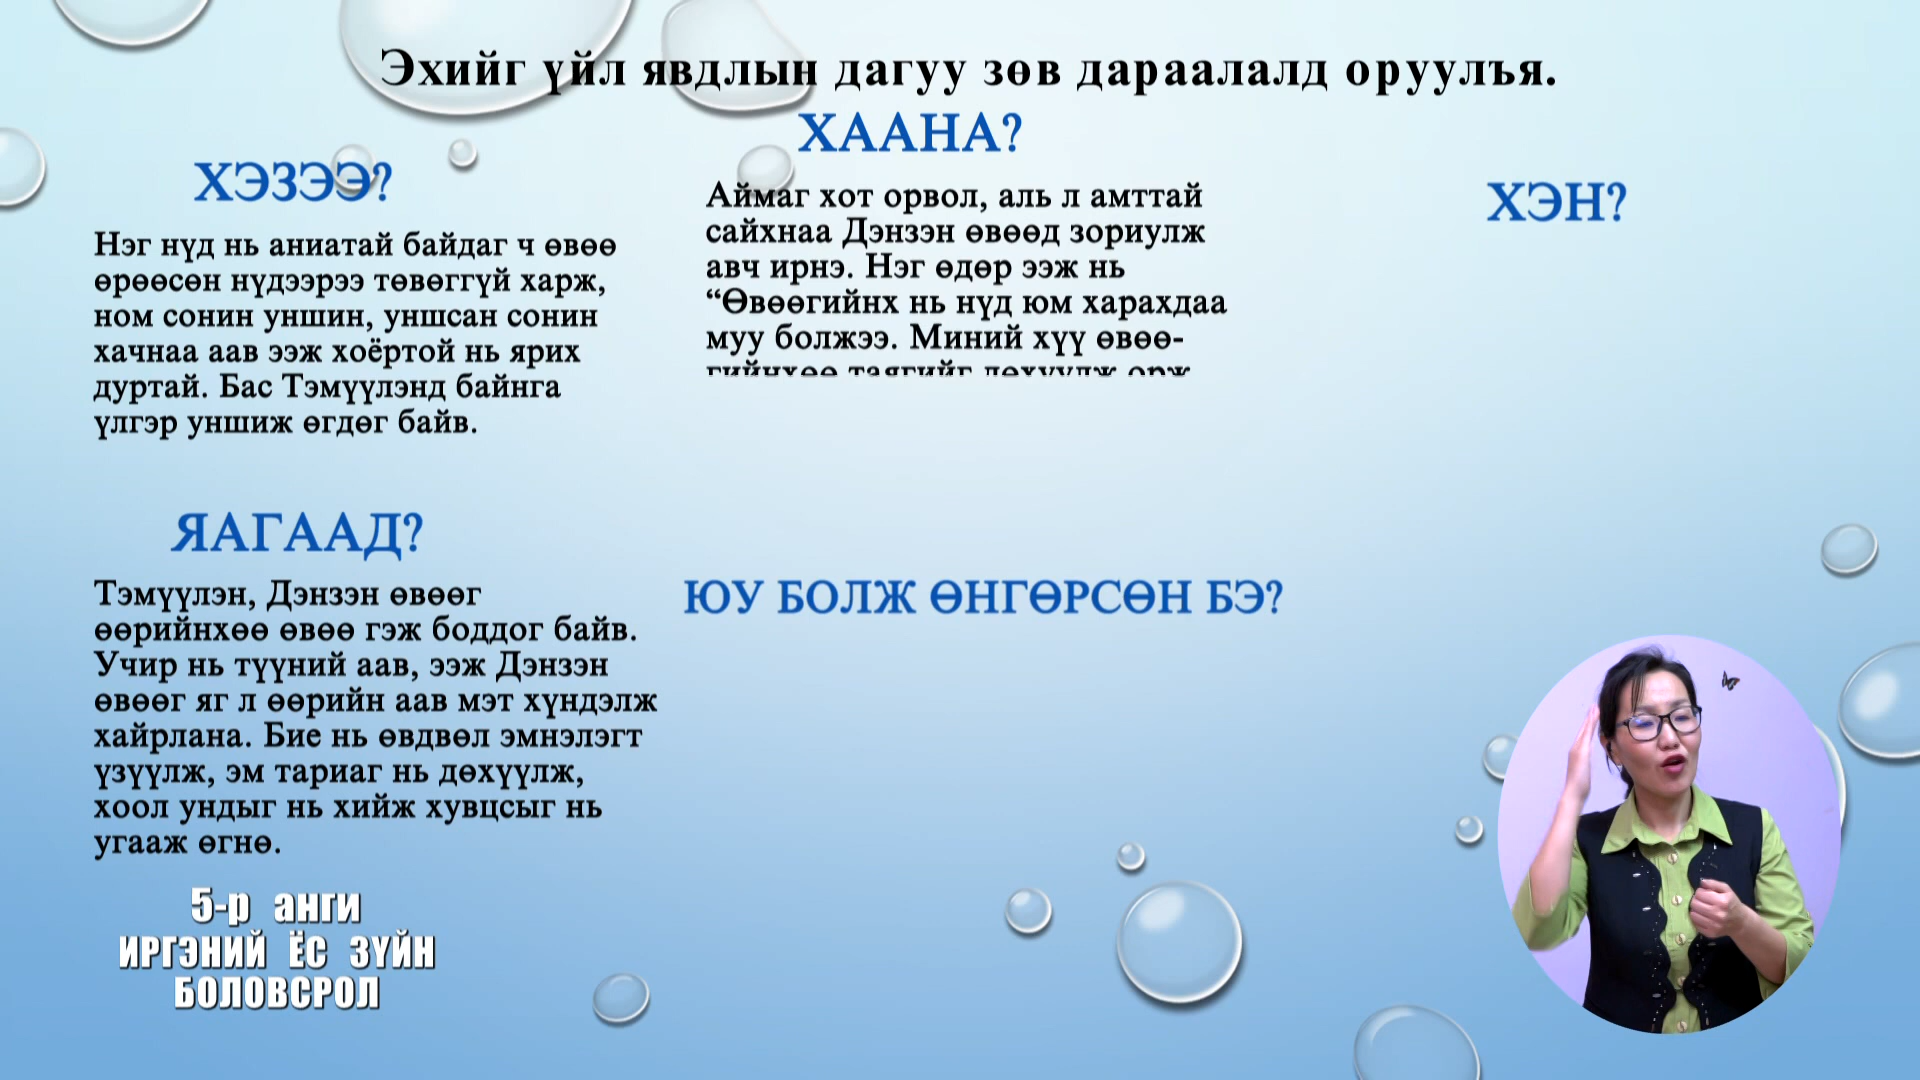 Эхийг үйл явдлын дагуу зөв дараалалд оруулъя.
ХЭЗЭЭ?
Нэг нүд нь аниатай байдаг ч өвөө
өрөөсөн нүдээрээ төвөггүй харж,
ном сонин уншин, уншсан сонин
хачнаа аав ээж хоёртой нь ярих
дуртай. Бас Тэмүүлэнд байнга
үлгэр уншиж өгдөг байв.
ХААНА?
Аймаг хот орвол, аль л амттай
сайхнаа Дэнзэн өвөөд зориулж
авч ирнэ. Нэг өдөр ээж нь
“Өвөөгийнх нь нүд юм харахдаа
муу болжээ. Миний хүү өвөө-
ХЭН?
ЯАГААД?
Тэмүүлэн, Дэнзэн өвөөг
өөрийнхөө өвөө гэж боддог байв.
Учир нь түүний аав, ээж Дэнзэн
өвөөг яг л өөрийн аав мэт хүндэлж
хайрлана. Бие нь өвдвөл эмнэлэгт
үзүүлж, эм тариаг нь дөхүүлж,
хоол ундыг нь хийж хувцсыг нь
угааж өгнө.
ЮУ БОЛЖ ӨНГӨРСӨН БЭ?
5-р анги
ИРГЭНИЙ ЁС ЗҮЙН
БОЛОВСРОЛ